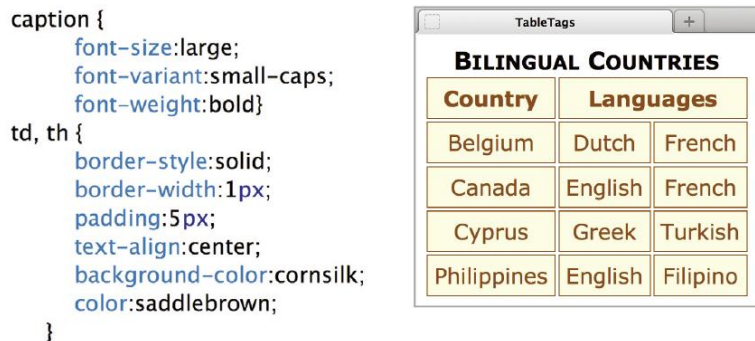 caption {
font-size:large;
font-variant:small-caps;
font-weight:bold}
td, th {
border-style:solid;
border-width:1px;
padding:5px;
text-align:center;
background-color:cornsilk;
color:saddlebrown;
}
TableTags
BILINGUAL COUNTRIES
Country Languages
Belgium Dutch French
Canada English French
Cyprus Greek Turkish
Philippines English Filipino